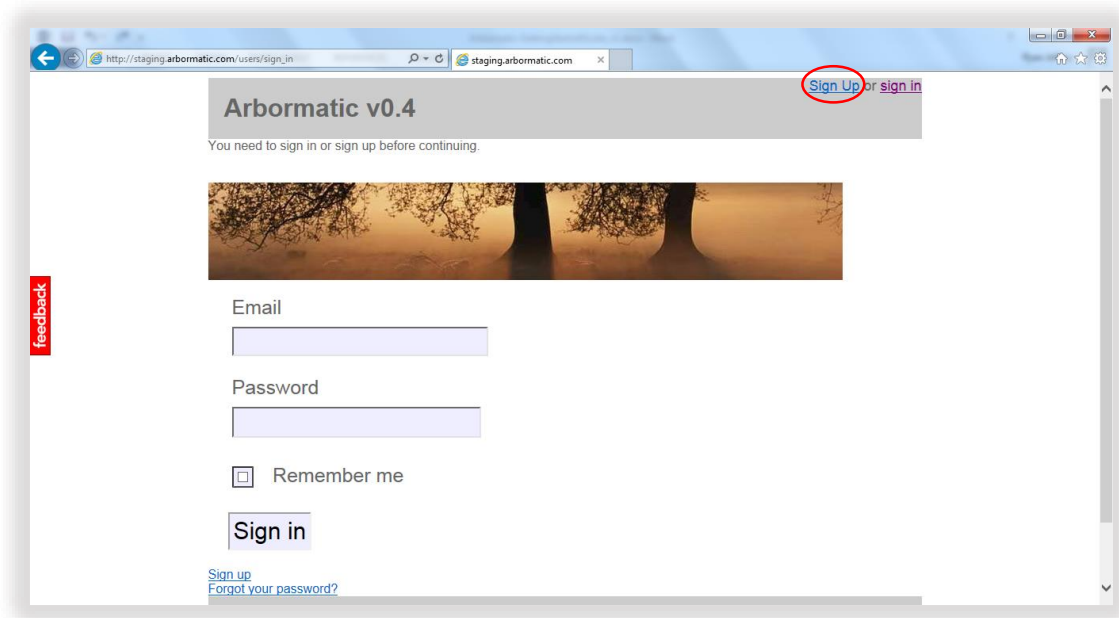 http://staging.arbormatic.com/users/sign_in
staging.arbormatic.com
Sign Up or sign in
Arbormatic v0.4
You need to sign in or sign up before continuing.
feedback
Email
Password
Remember me
Sign in
Sign up
Forgot your password?